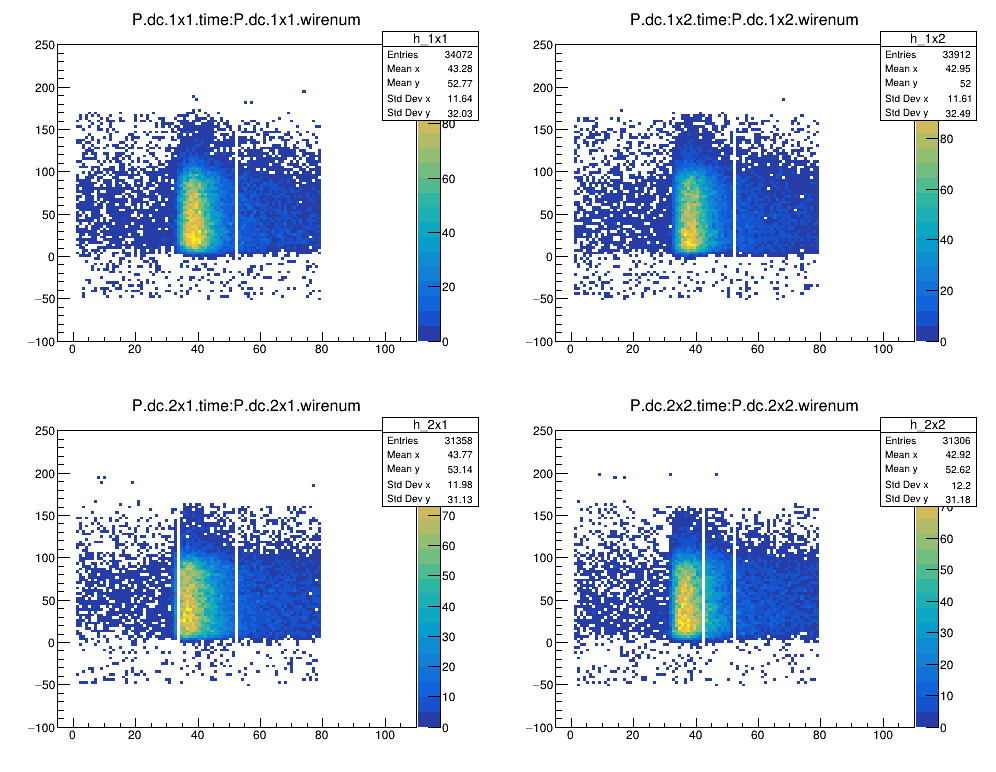 P.dc.1x1.time:P.dc.1x1.wirenum
h_1x1
Entries 34072
Mean x 43.28
Mean y 52.77
Std Dev x 11.64
Std Dev y 32.03
250
200
150
100
50
0
−50
−100
0 20 40 60 80 100
80
60
40
20
0
P.dc.1x2.time:P.dc.1x2.wirenum
h_1x2
Entries 33912
Mean x 42.95
Mean y 52
Std Dev x 11.61
Std Dev y 32.49
250
200
150
100
50
0
−50
−100
0 20 40 60 80 100
80
60
40
20
0
P.dc.2x1.time:P.dc.2x1.wirenum
h_2x1
Entries 31358
Mean x 43.77
Mean y 53.14
Std Dev x 11.98
Std Dev y 31.13
250
200
150
100
50
0
−50
−100
0 20 40 60 80 100
70
60
50
40
30
20
10
0
P.dc.2x2.time:P.dc.2x2.wirenum
h_2x2
Entries 31306
Mean x 42.92
Mean y 52.62
Std Dev x 12.2
Std Dev y 31.18
250
200
150
100
50
0
−50
−100
0 20 40 60 80 100
70
60
50
40
30
20
10
0